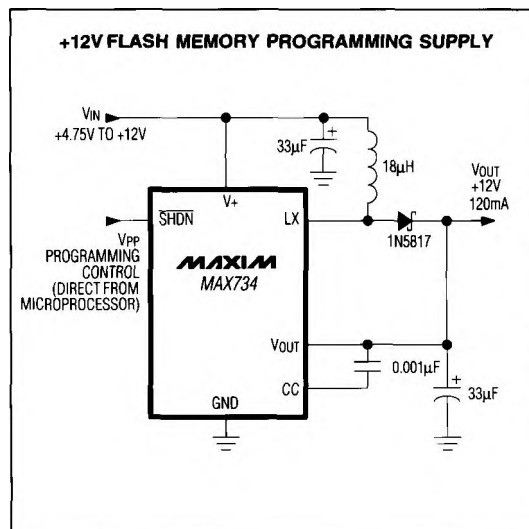 +12V FLASH MEMORY PROGRAMMING SUPPLY
VIN
+4.75V TO +12V
33µF
+
18µH
VOUT
+12V
120mA
V+
SHDN
LX
1N5817
VPP
PROGRAMMING
CONTROL
(DIRECT FROM
MICROPROCESSOR)
MAXIM
MAX734
VOUT
0.001µF
CC
+
33µF
GND